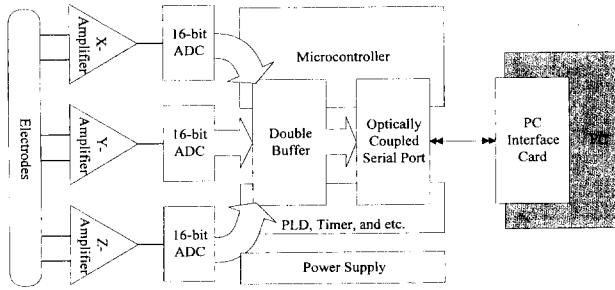 Electrodes
X-
Amplifier
16-bit
ADC
Microcontroller
Y-
Amplifier
16-bit
ADC
Double
Buffer
Optically
Coupled
Serial Port
PC
Interface
Card
PC
Z-
Amplifier
16-bit
ADC
PLD, Timer, and etc.
Power Supply